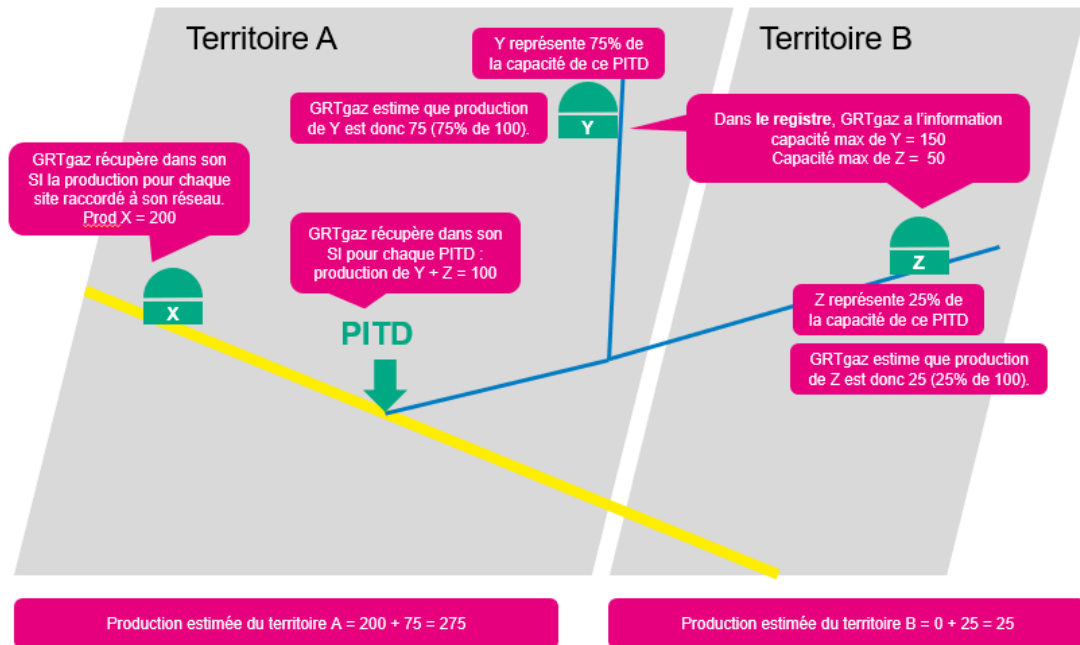 Territoire A
Territoire B
Y représente 75% de
la capacité de ce PITD
GRTgaz estime que production
de Y est donc 75 (75% de 100).
Y
Dans le registre, GRTgaz a l’information
capacité max de Y = 150
Capacité max de Z =  50
GRTgaz récupère dans son
SI la production pour chaque
site raccordé à son réseau.
Prod X = 200
X
GRTgaz récupère dans son
SI pour chaque PITD :
production de Y + Z = 100
PITD
Z
Z représente 25% de
la capacité de ce PITD
GRTgaz estime que production
de Z est donc 25 (25% de 100).
Production estimée du territoire A = 200 + 75 = 275
Production estimée du territoire B = 0 + 25 = 25